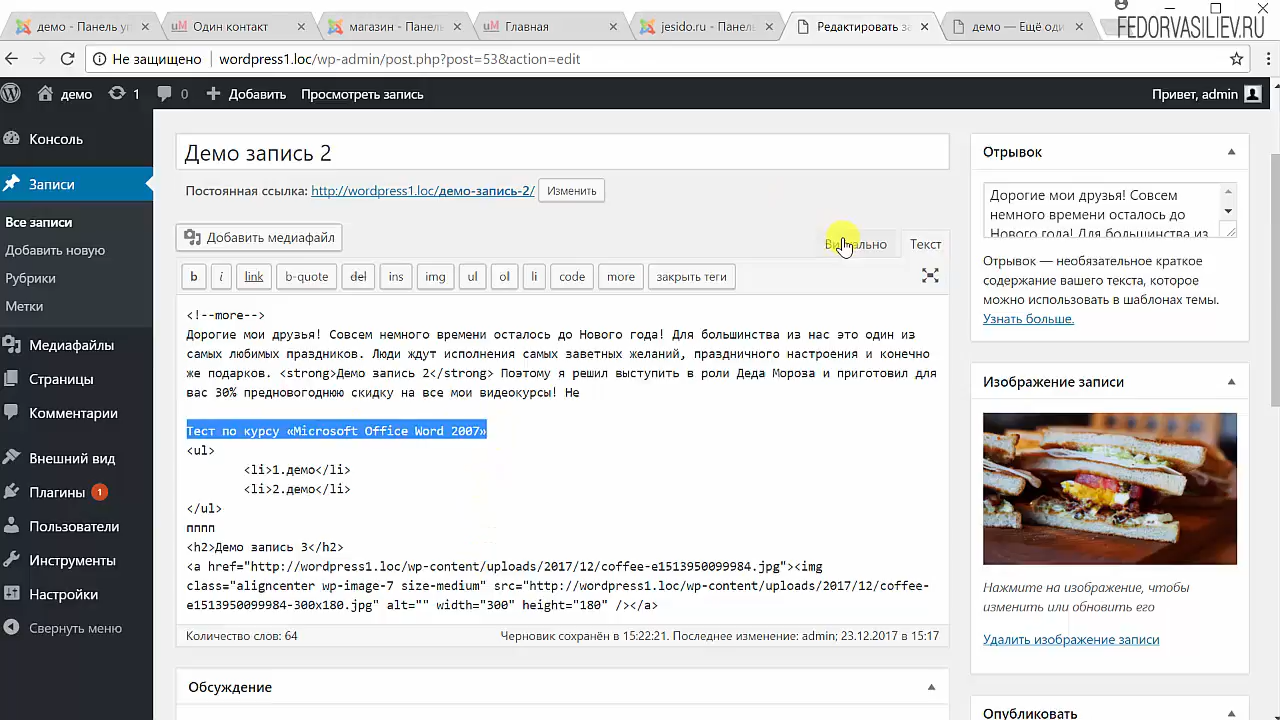 демо - Панель уп
Один контакт
магазин - Панель
Главная
jesido.ru - Панель
Редактировать за
демо — Ещё оди
FEDORVASILIEV.RU
Не защищено
wordpress1.loc/wp-admin/post.php?post=53&action=edit
демо
1
0
Добавить
Просмотреть запись
Привет, admin
Консоль
Записи
Все записи
Добавить новую
Рубрики
Метки
Медиафайлы
Страницы
Комментарии
Внешний вид
Плагины 1
Пользователи
Инструменты
Настройки
Свернуть меню
Демо запись 2
Постоянная ссылка: http://wordpress1.loc/демо-запись-2/ Изменить
Добавить медиафайл
Текст
b i link b-quote del ins img ul ol li code more закрыть теги
<!--more-->
Дорогие мои друзья! Совсем немного времени осталось до Нового года! Для большинства из нас это один из
самых любимых праздников. Люди ждут исполнения самых заветных желаний, праздничного настроения и конечно
же подарков. <strong>Демо запись 2</strong> Поэтому я решил выступить в роли Деда Мороза и приготовил для
вас 30% предновогоднюю скидку на все мои видеокурсы! Не
Тест по курсу «Microsoft Office Word 2007»
<ul>
<li>1.демо</li>
<li>2.демо</li>
</ul>
пппп
<h2>Демо запись 3</h2>
<a href="http://wordpress1.loc/wp-content/uploads/2017/12/coffee-e1513950099984.jpg"><img
class="aligncenter wp-image-7 size-medium" src="http://wordpress1.loc/wp-content/uploads/2017/12/coffee-
e1513950099984-300x180.jpg" alt="" width="300" height="180" /></a>
Количество слов: 64
Черновик сохранён в 15:22:21. Последнее изменение: admin; 23.12.2017 в 15:17
Обсуждение
Отрывок
Дорогие мои друзья! Совсем
немного времени осталось до
Нового года! Для большинства из
Отрывок — необязательное краткое
содержание вашего текста, которое
можно использовать в шаблонах темы.
Узнать больше.
Изображение записи
Нажмите на изображение, чтобы
изменить или обновить его
Удалить изображение записи
Опубликовать